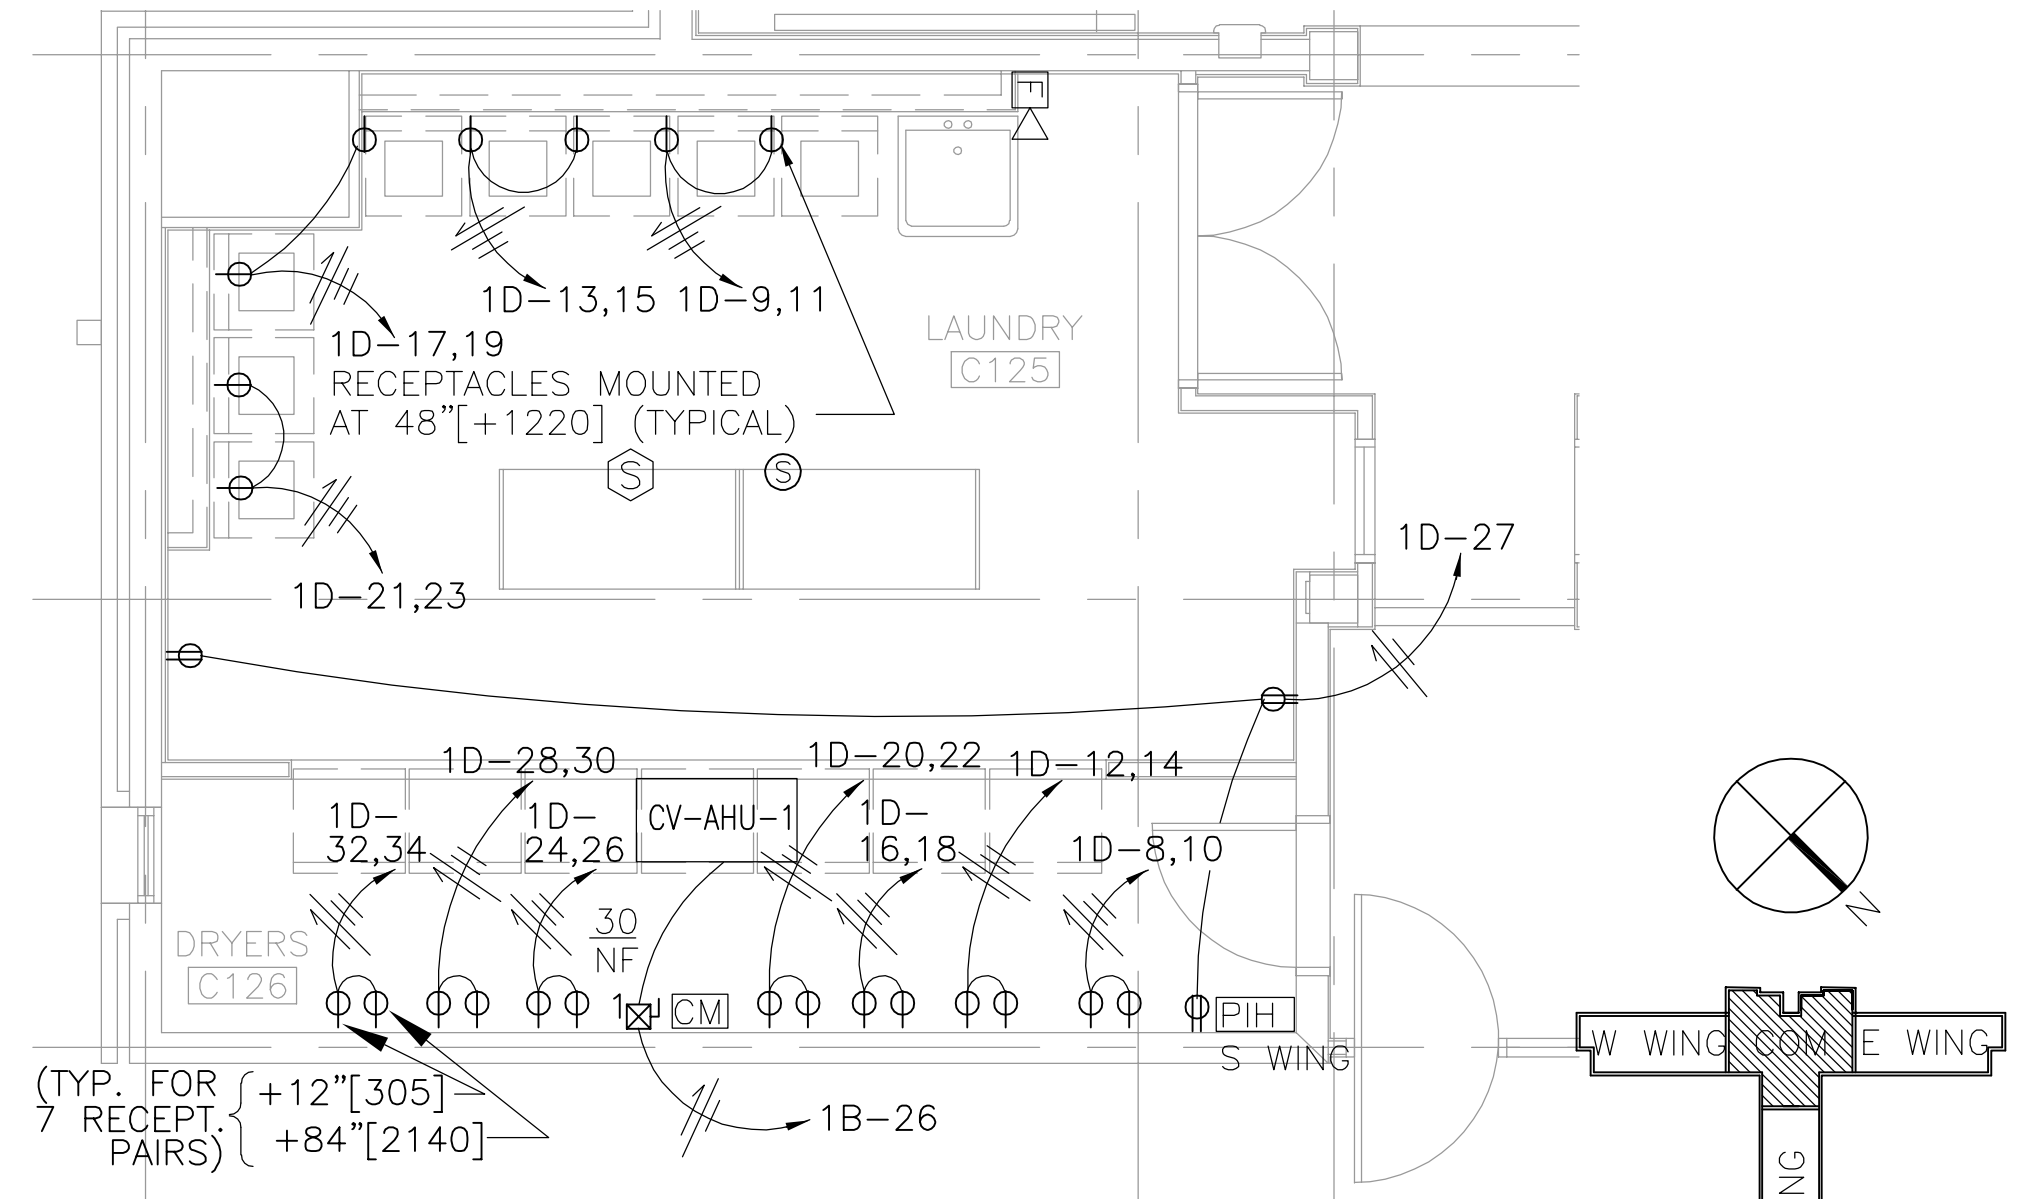 F
1D-13,15 1D-9,11
LAUNDRY
C125
1D-17,19
RECEPTACLES MOUNTED
AT 48"[+1220] (TYPICAL)
S S
1D-27
1D-21,23
1D-28,30
1D-20,22
1D-12,14
1D-
32,34
1D-
24,26
CV-AHU-1
1D-
16,18
1D-8,10
30
NF
DRYERS
C126
1
J
CM
PIH
S WING
N
W WING
COM
E WING
(TYP. FOR
7 RECEPT.
PAIRS)
+12"[305]
+84"[2140]
1B-26
NG